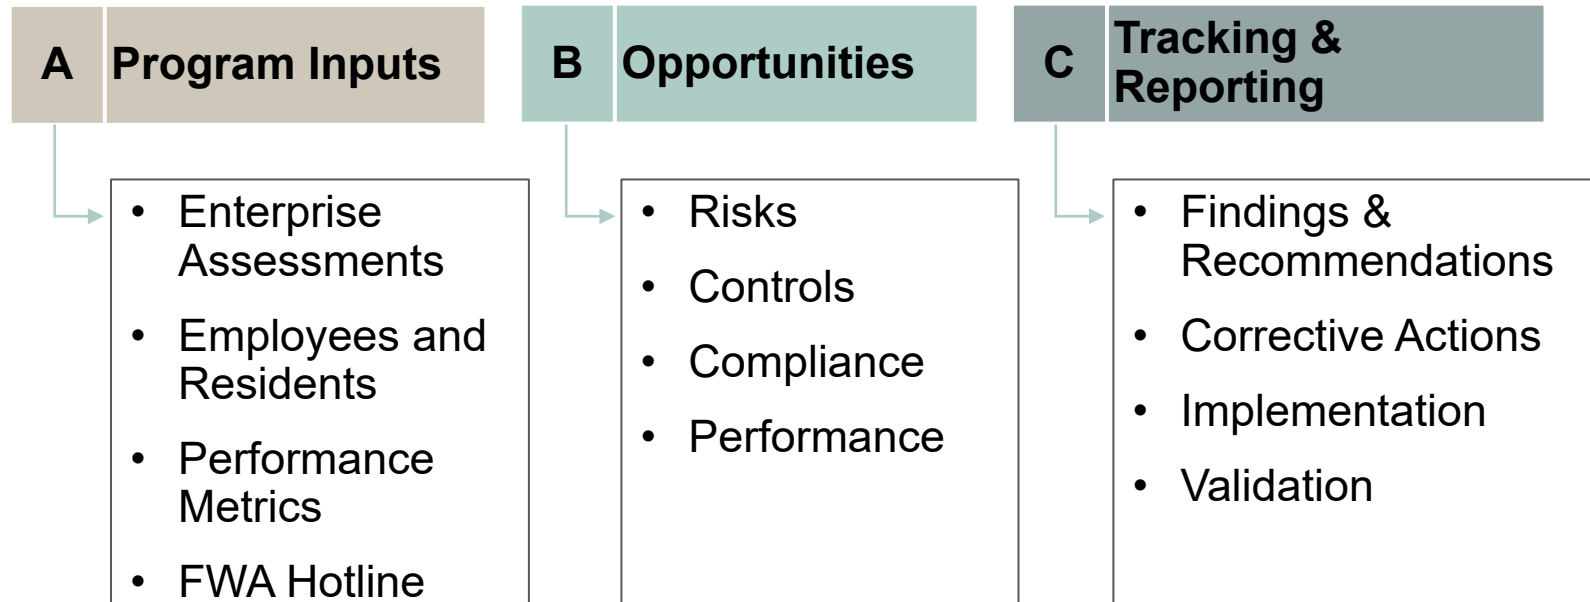 A Program Inputs
• Enterprise
Assessments
• Employees and
Residents
• Performance
Metrics
• FWA Hotline
B Opportunities
• Risks
• Controls
• Compliance
• Performance
C Tracking &
Reporting
• Findings &
Recommendations
• Corrective Actions
• Implementation
• Validation